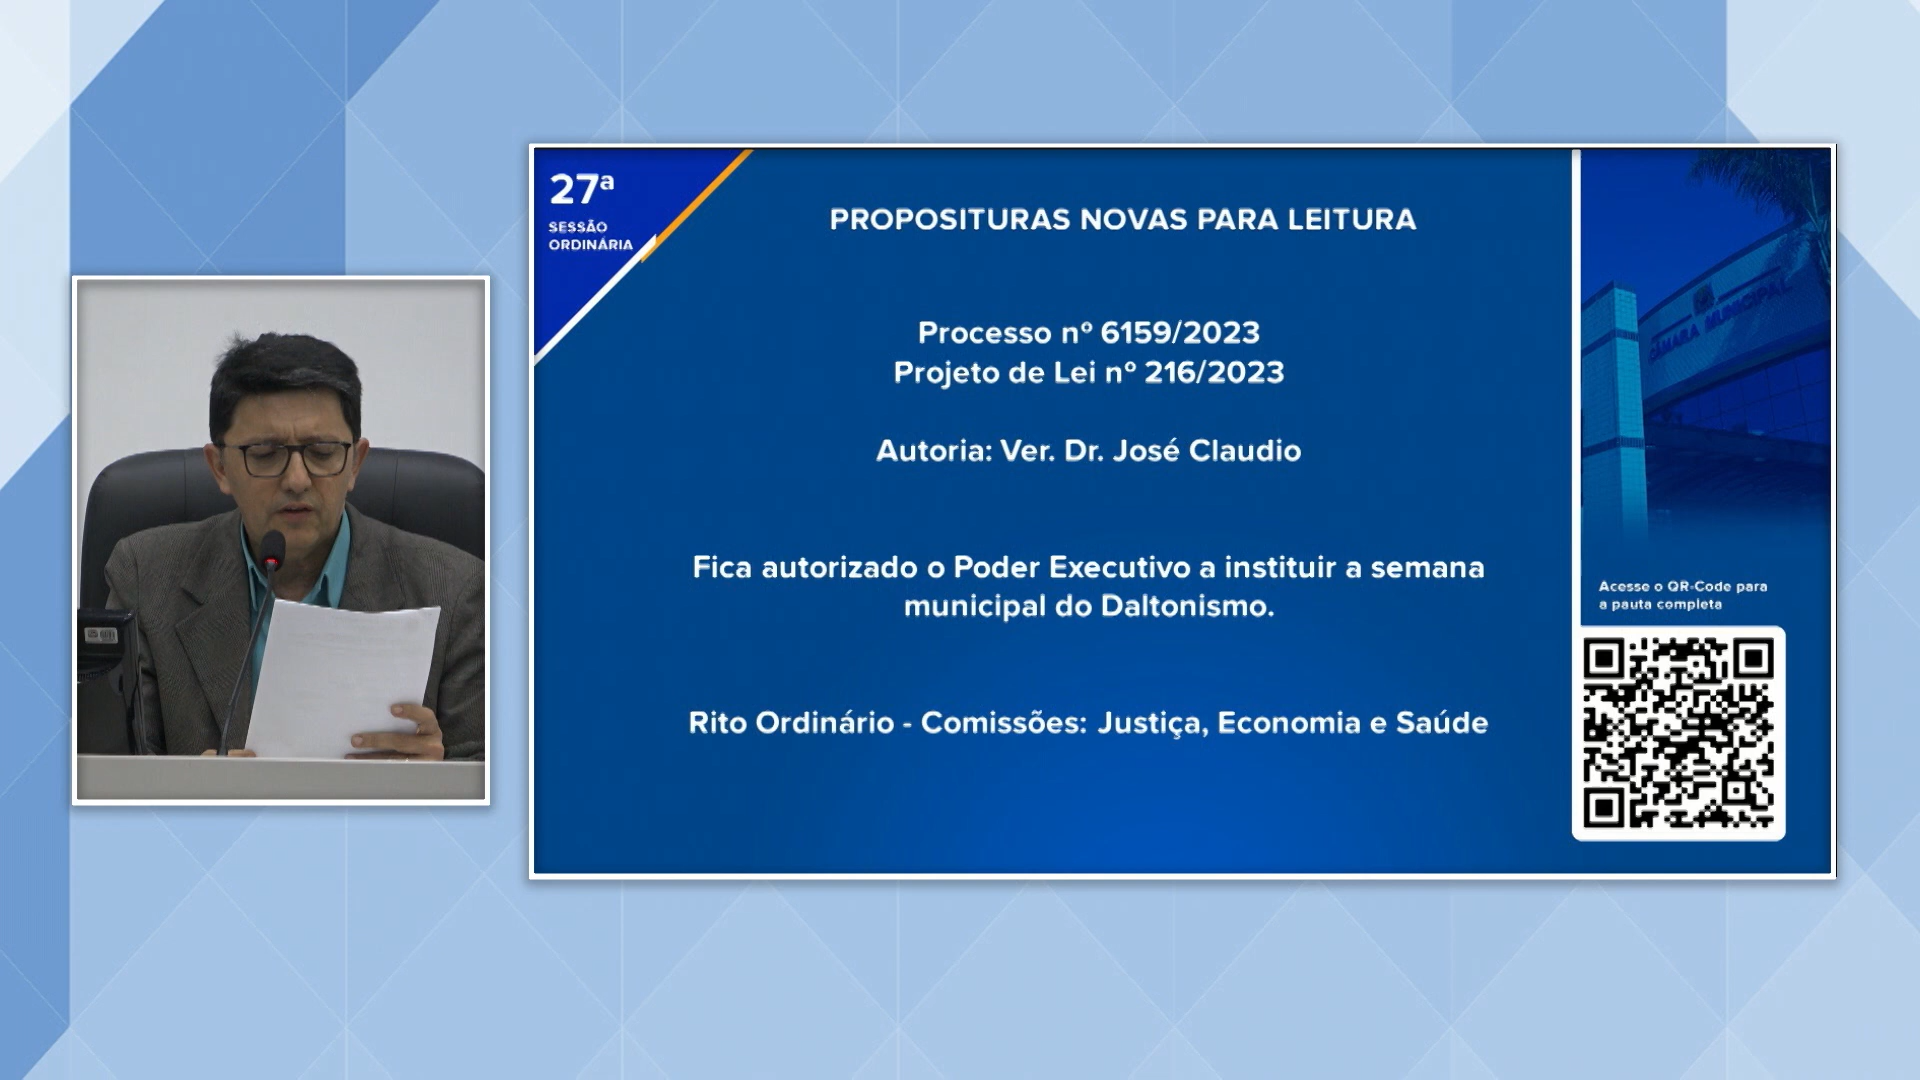 27ª
SESSÃO
ORDINÁRIA
PROPOSITURAS NOVAS PARA LEITURA
Processo nº 6159/2023
Projeto de Lei nº 216/2023
Autoria: Ver. Dr. José Claudio
Fica autorizado o Poder Executivo a instituir a semana
municipal do Daltonismo.
Rito Ordinário - Comissões: Justiça, Economia e Saúde
CÂMARA MUNICIPAL
Acesse o QR-Code para
a pauta completa